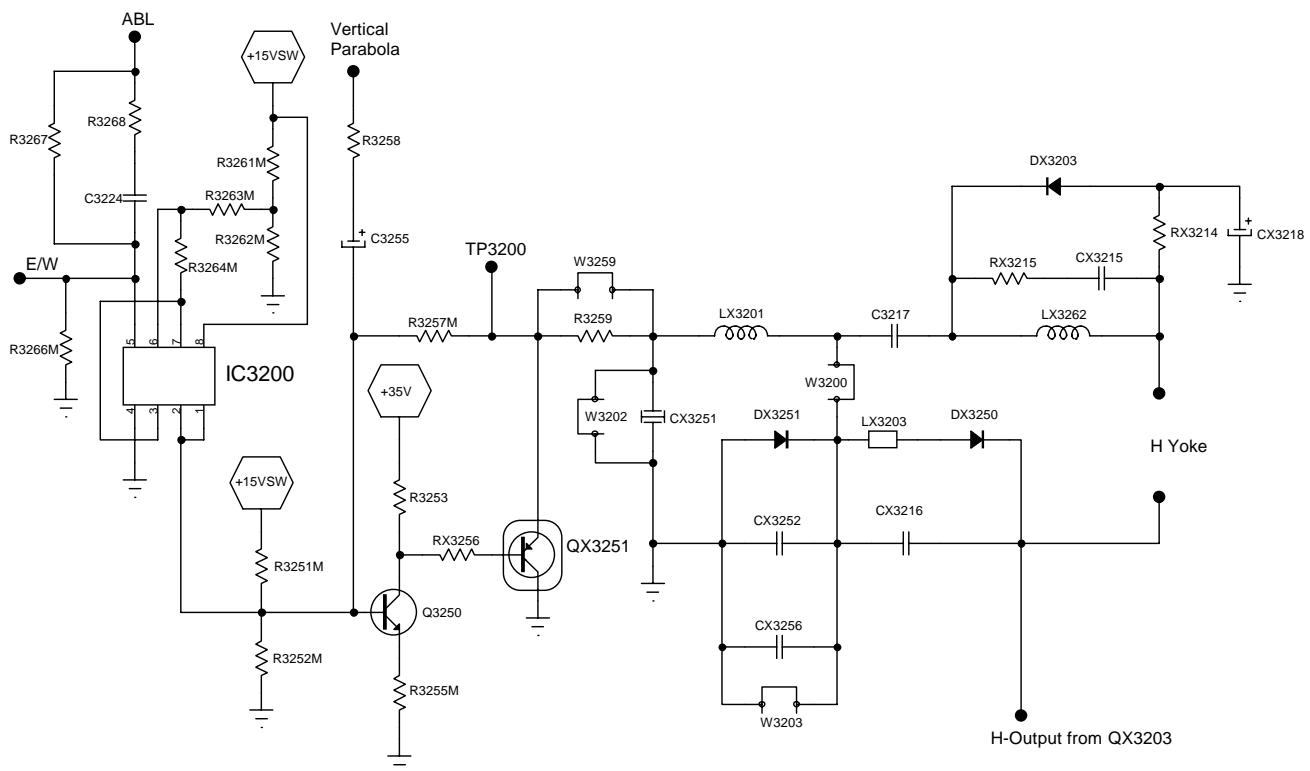 ABL
+15VSW
Vertical
Parabola
R3267
R3268
R3258
R3261M
C3224
R3263M
R3262M
R3264M
C3255
+
E/W
R3266M
5
6
7
8
4
3
2
1
IC3200
TP3200
W3259
R3257M
R3259
LX3201
C3217
DX3203
RX3214
+
CX3218
RX3215
CX3215
LX3262
W3200
+35V
W3202
CX3251
DX3251
LX3203
DX3250
H Yoke
+15VSW
R3253
RX3256
QX3251
CX3252
CX3216
R3251M
Q3250
R3252M
R3255M
CX3256
W3203
H-Output from QX3203